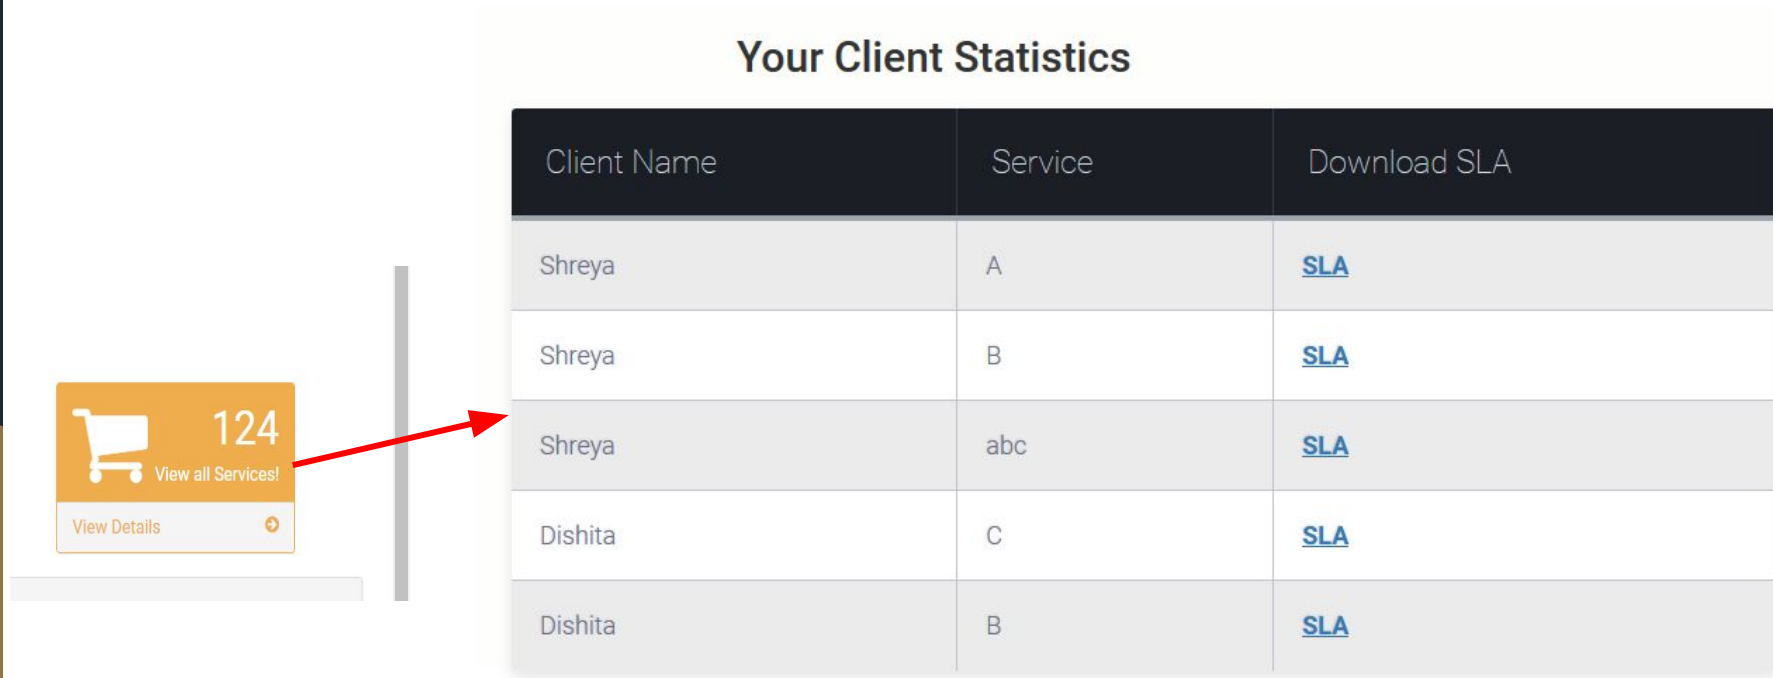 Your Client Statistics
Client Name Service Download SLA
Shreya A SLA
Shreya B SLA
Shreya abc SLA
Dishita C SLA
Dishita B SLA
124
View all Services!
View Details